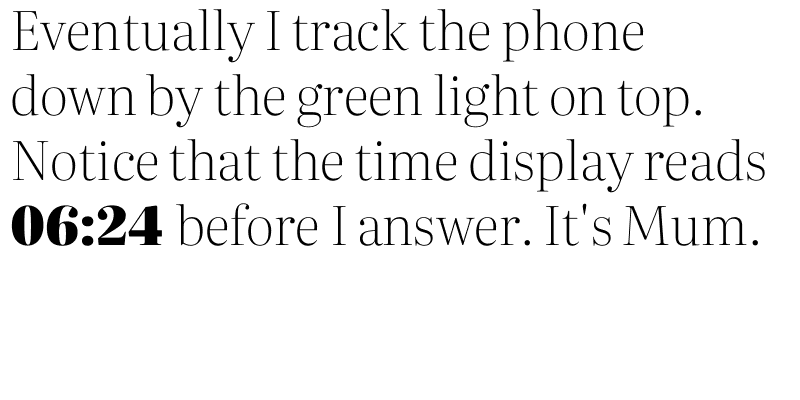 Eventually I track the phone
down by the green light on top.
Notice that the time display reads
06:24 before I answer. It's Mum.